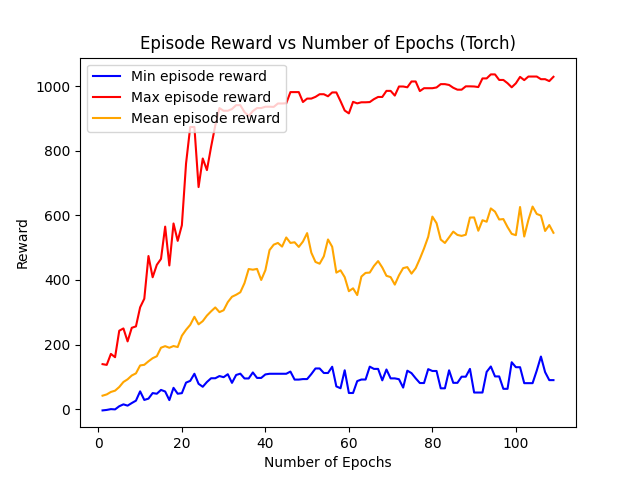 Episode Reward vs Number of Epochs (Torch)
Min episode reward
Max episode reward
Mean episode reward
Reward
1000
800
600
400
200
0
0 20 40 60 80 100
Number of Epochs